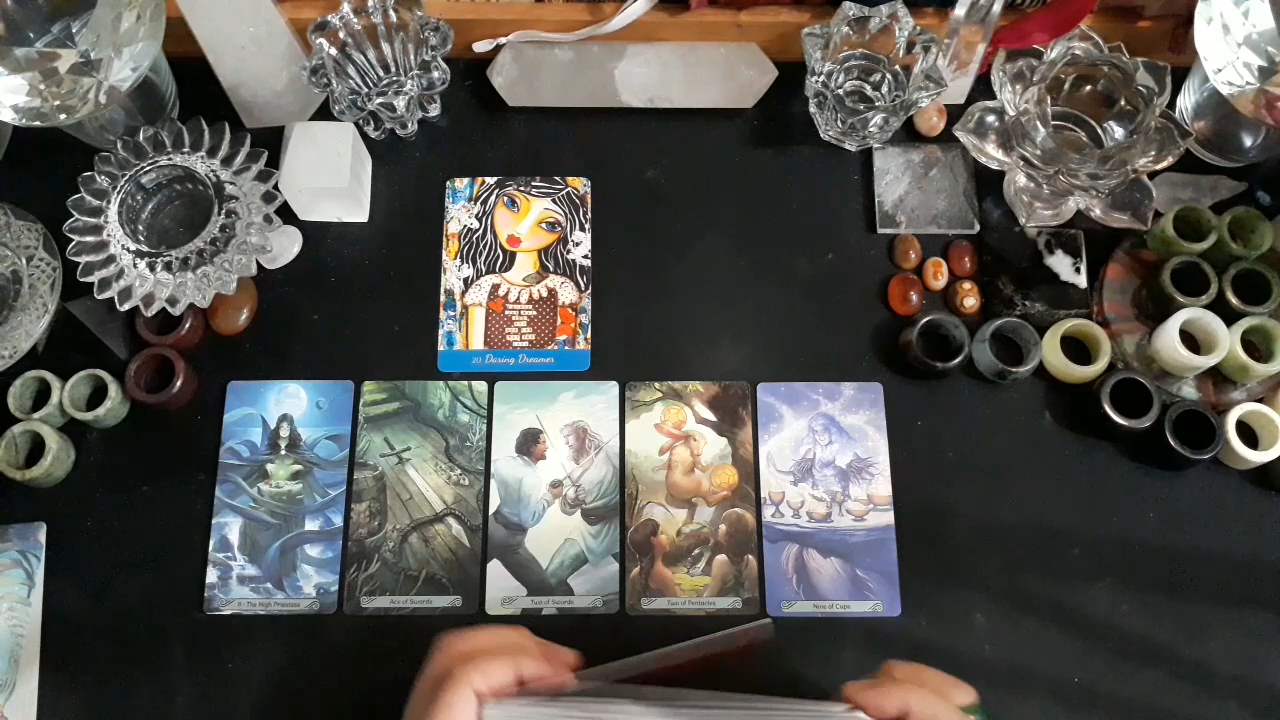 20 Daring Dreamer
II - The High Priestess
Ace of Swords
Two of Swords
Two of Pentacles
Nine of Cups